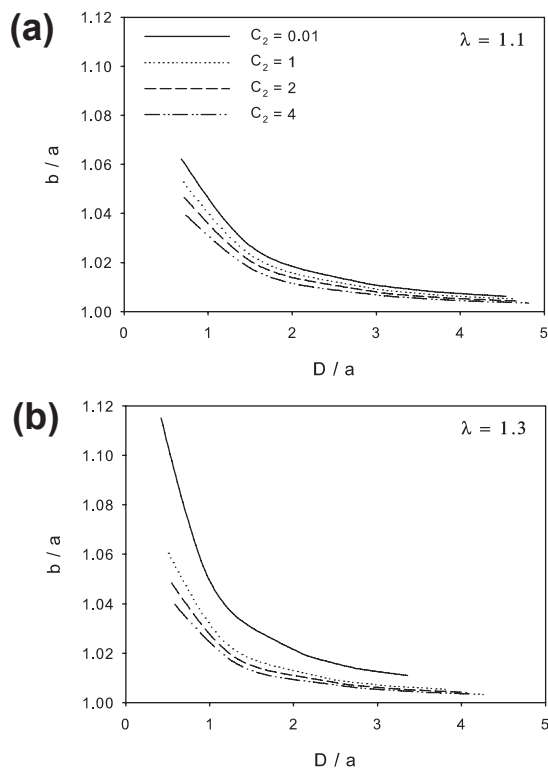 (a)
1.12
1.10
1.08
1.06
1.04
1.02
1.00
b / a
C₂ = 0.01
C₂ = 1
C₂ = 2
C₂ = 4
λ = 1.1
0 1 2 3 4 5
D / a
(b)
1.12
1.10
1.08
1.06
1.04
1.02
1.00
b / a
λ = 1.3
0 1 2 3 4 5
D / a